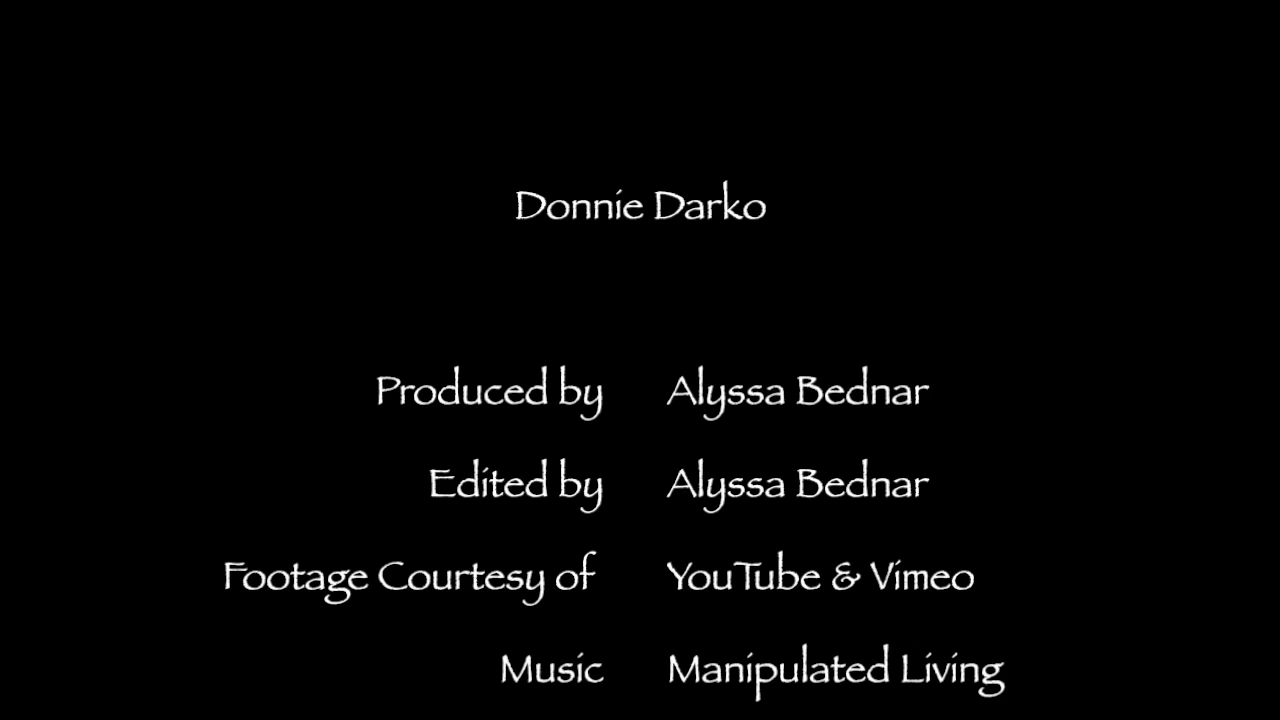 Donnie Darko
Produced by Alyssa Bednar
Edited by Alyssa Bednar
Footage Courtesy of YouTube & Vimeo
Music Manipulated Living